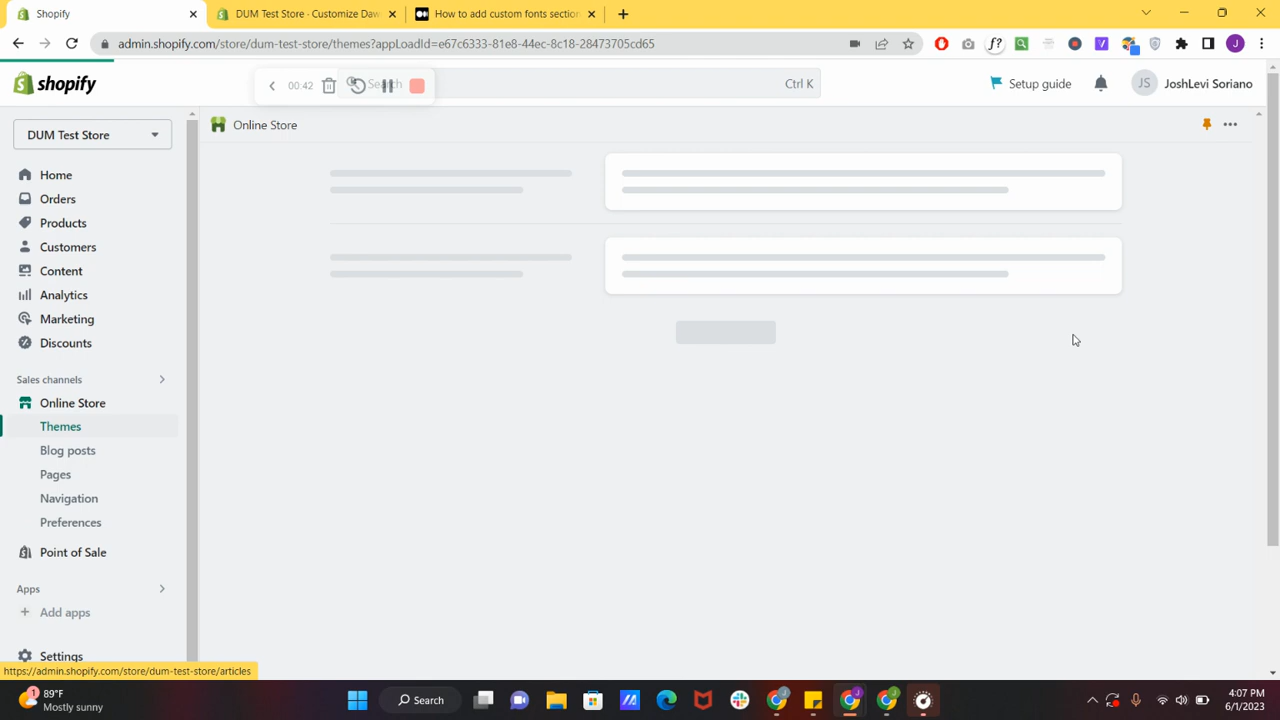 Shopify
DUM Test Store · Customize Daw
How to add custom fonts section
admin.shopify.com/store/dum-test-store/themes?appLoadId=e67c6333-81e8-44ec-8c18-28473705cd65
shopify
00:42
Search
Ctrl K
Setup guide
JS
JoshLevi Soriano
DUM Test Store
Online Store
Home
Orders
Products
Customers
Content
Analytics
Marketing
Discounts
Sales channels
Online Store
Themes
Blog posts
Pages
Navigation
Preferences
Point of Sale
Apps
Add apps
Settings
https://admin.shopify.com/store/dum-test-store/articles
1
89°F
Mostly sunny
Search
4:07 PM
6/1/2023